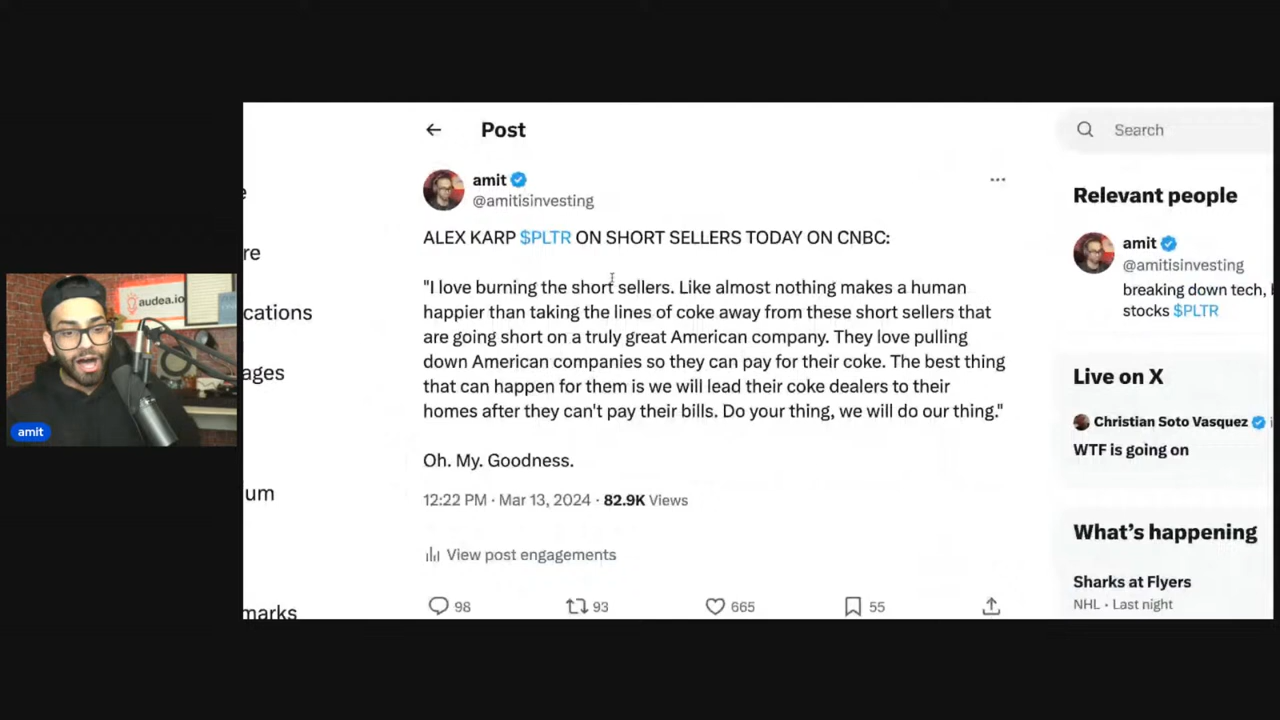 Post
Search
amit
@amitisinvesting
ALEX KARP $PLTR ON SHORT SELLERS TODAY ON CNBC:
"I love burning the short sellers. Like almost nothing makes a human
happier than taking the lines of coke away from these short sellers that
are going short on a truly great American company. They love pulling
down American companies so they can pay for their coke. The best thing
that can happen for them is we will lead their coke dealers to their
homes after they can't pay their bills. Do your thing, we will do our thing."
Oh. My. Goodness.
12:22 PM · Mar 13, 2024 · 82.9K Views
View post engagements
98
93
665
55
Relevant people
amit
@amitisinvesting
breaking down tech,
stocks $PLTR
Live on X
Christian Soto Vasquez
WTF is going on
What's happening
Sharks at Flyers
NHL · Last night
re
cations
ages
um
marks
audea.io
amit